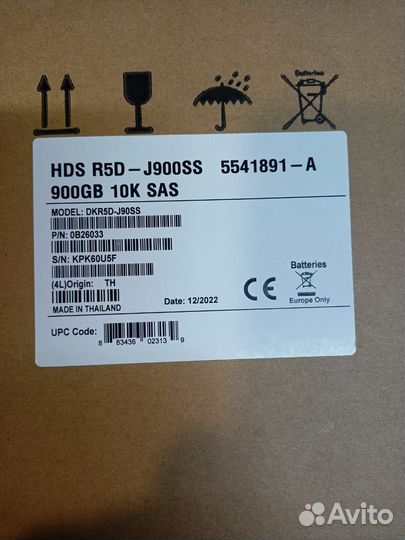 Batteries
HDS R5D-J900SS 5541891-A
900GB 10K SAS
MODEL: DKR5D-J90SS
P/N: 0B26033
S/N: KPK60U5F
(4L)Origin: TH
MADE IN THAILAND
Date: 12/2022
CE
Batteries
Europe Only
UPC Code:
8 83436 02313 9
Avito